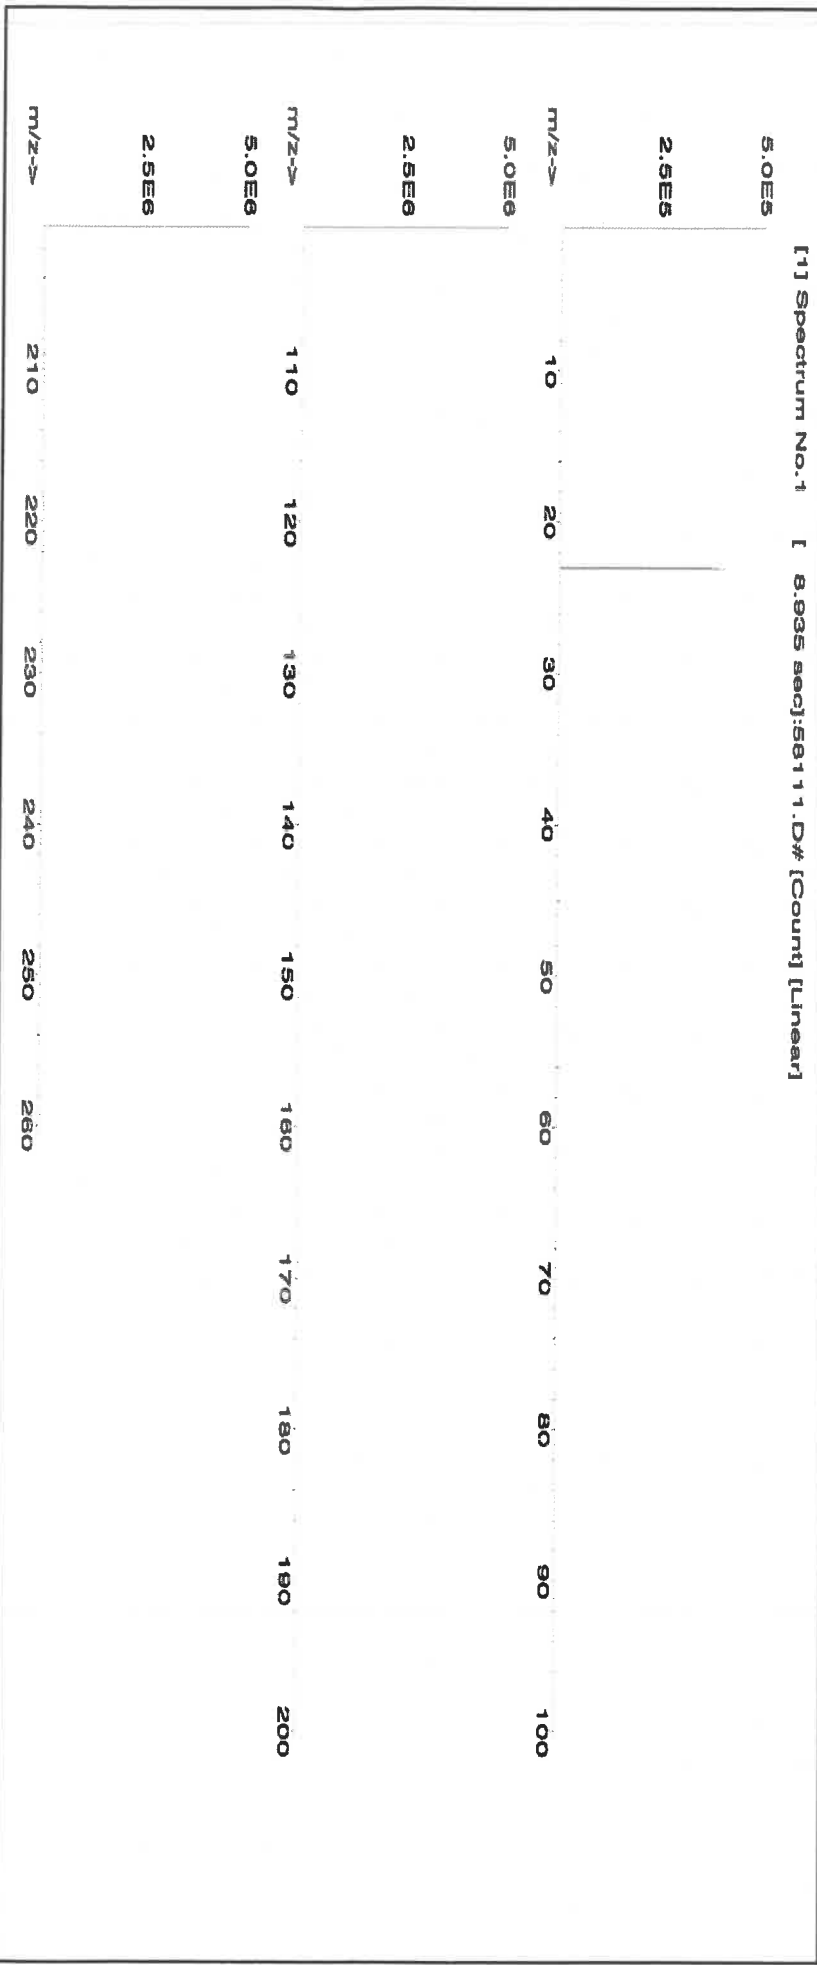 [1] Spectrum No.1 [ 8.935 sec]:58111.D# [Count] [Linear]
5.0E5
2.5E5
m/z-> 10 20 30 40 50 60 70 80 90 100
5.0E6
2.5E6
m/z-> 110 120 130 140 150 160 170 180 190 200
5.0E6
2.5E6
m/z-> 210 220 230 240 250 260